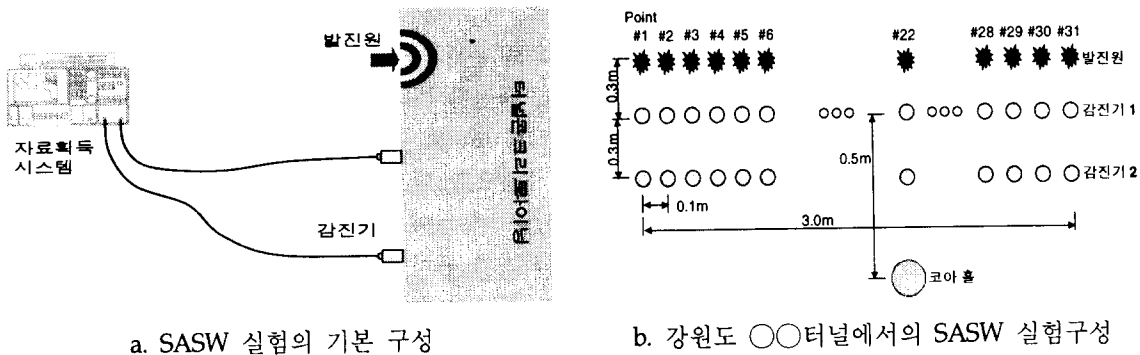 발진원
자료획득
시스템
감진기
a. SASW 실험의 기본 구성
Point
#1 #2 #3 #4 #5 #6 #22 #28 #29 #30 #31
발진원
0.3m
감진기 1
0.3m
0.5m
감진기 2
0.1m
3.0m
코아 홀
b. 강원도 ○○터널에서의 SASW 실험구성